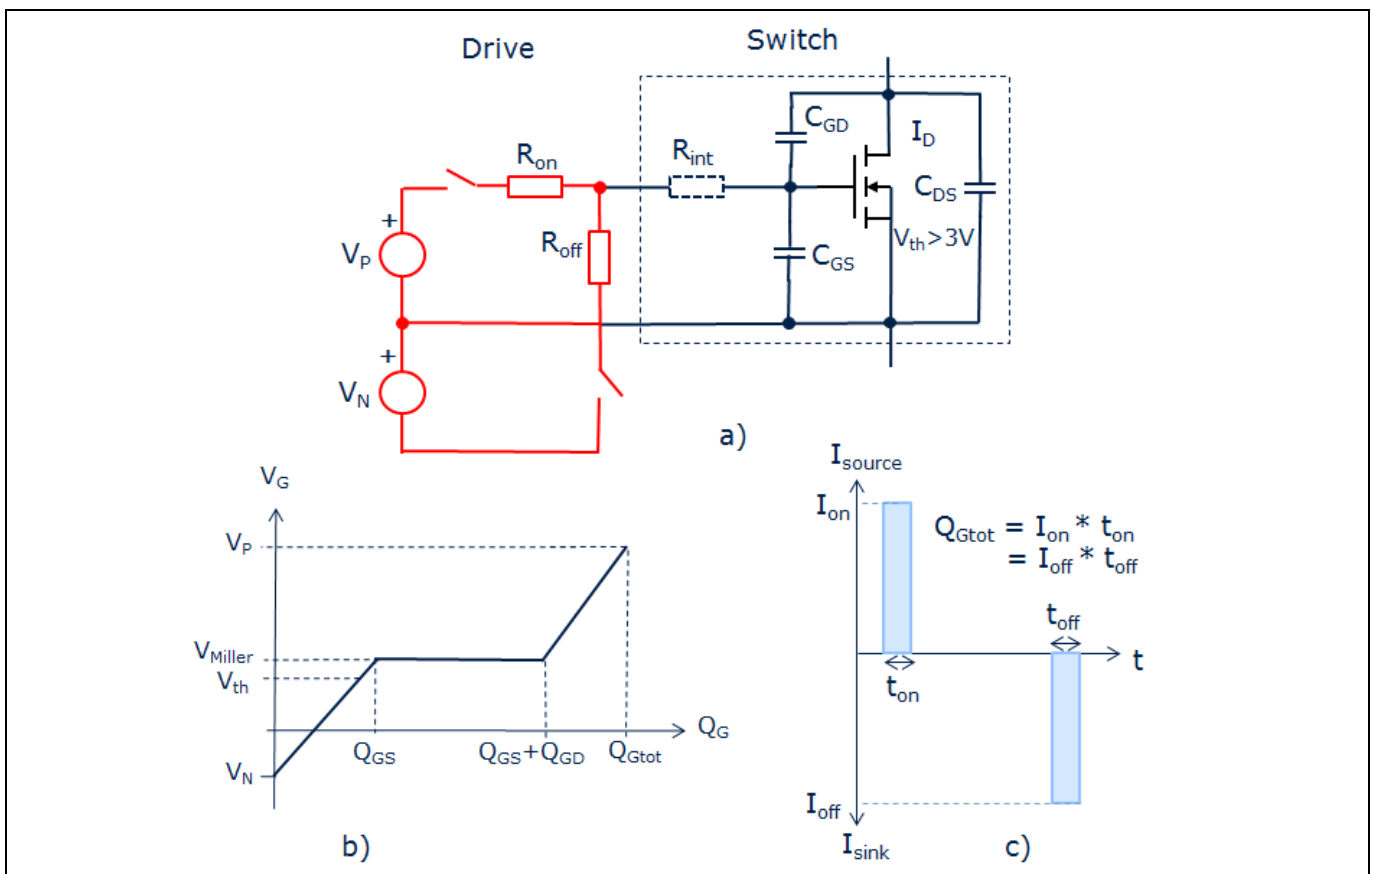 Drive
Switch
C_GD
I_D
R_on
R_int
+
V_P
R_off
C_DS
V_th>3V
C_GS
+
V_N
a)
V_G
V_P
V_Miller
V_th
V_N
Q_GS
Q_GS+Q_GD
Q_Gtot
Q_G
b)
I_source
I_on
Q_Gtot = I_on * t_on
= I_off * t_off
t_off
t
t_on
I_off
I_sink
c)